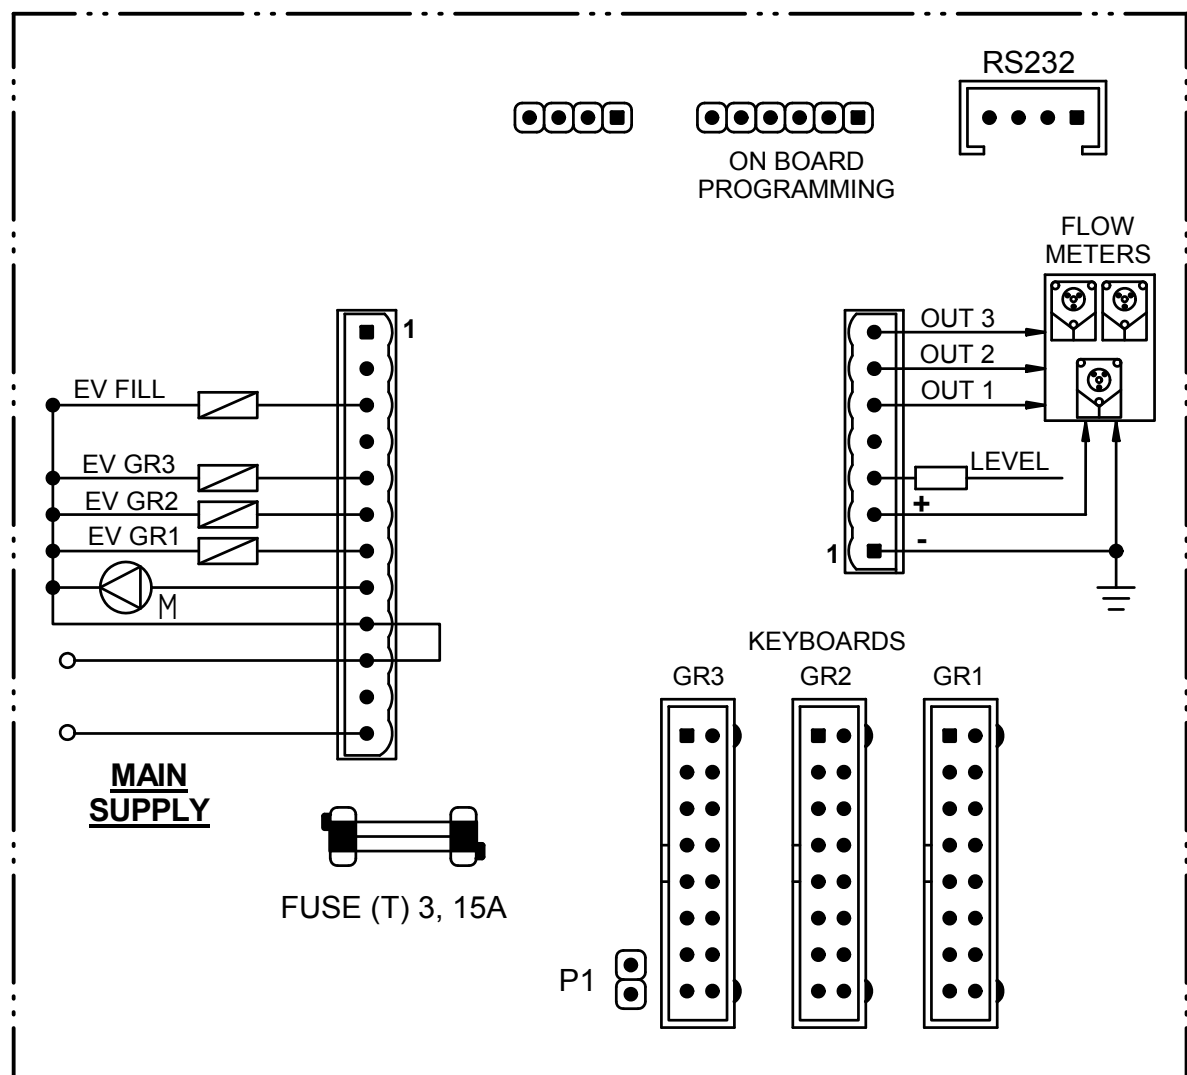 RS232
ON BOARD
PROGRAMMING
FLOW
METERS
1
OUT 3
OUT 2
OUT 1
EV FILL
EV GR3
EV GR2
EV GR1
M
LEVEL
+
-
1
KEYBOARDS
GR3 GR2 GR1
MAIN
SUPPLY
FUSE (T) 3, 15A
P1